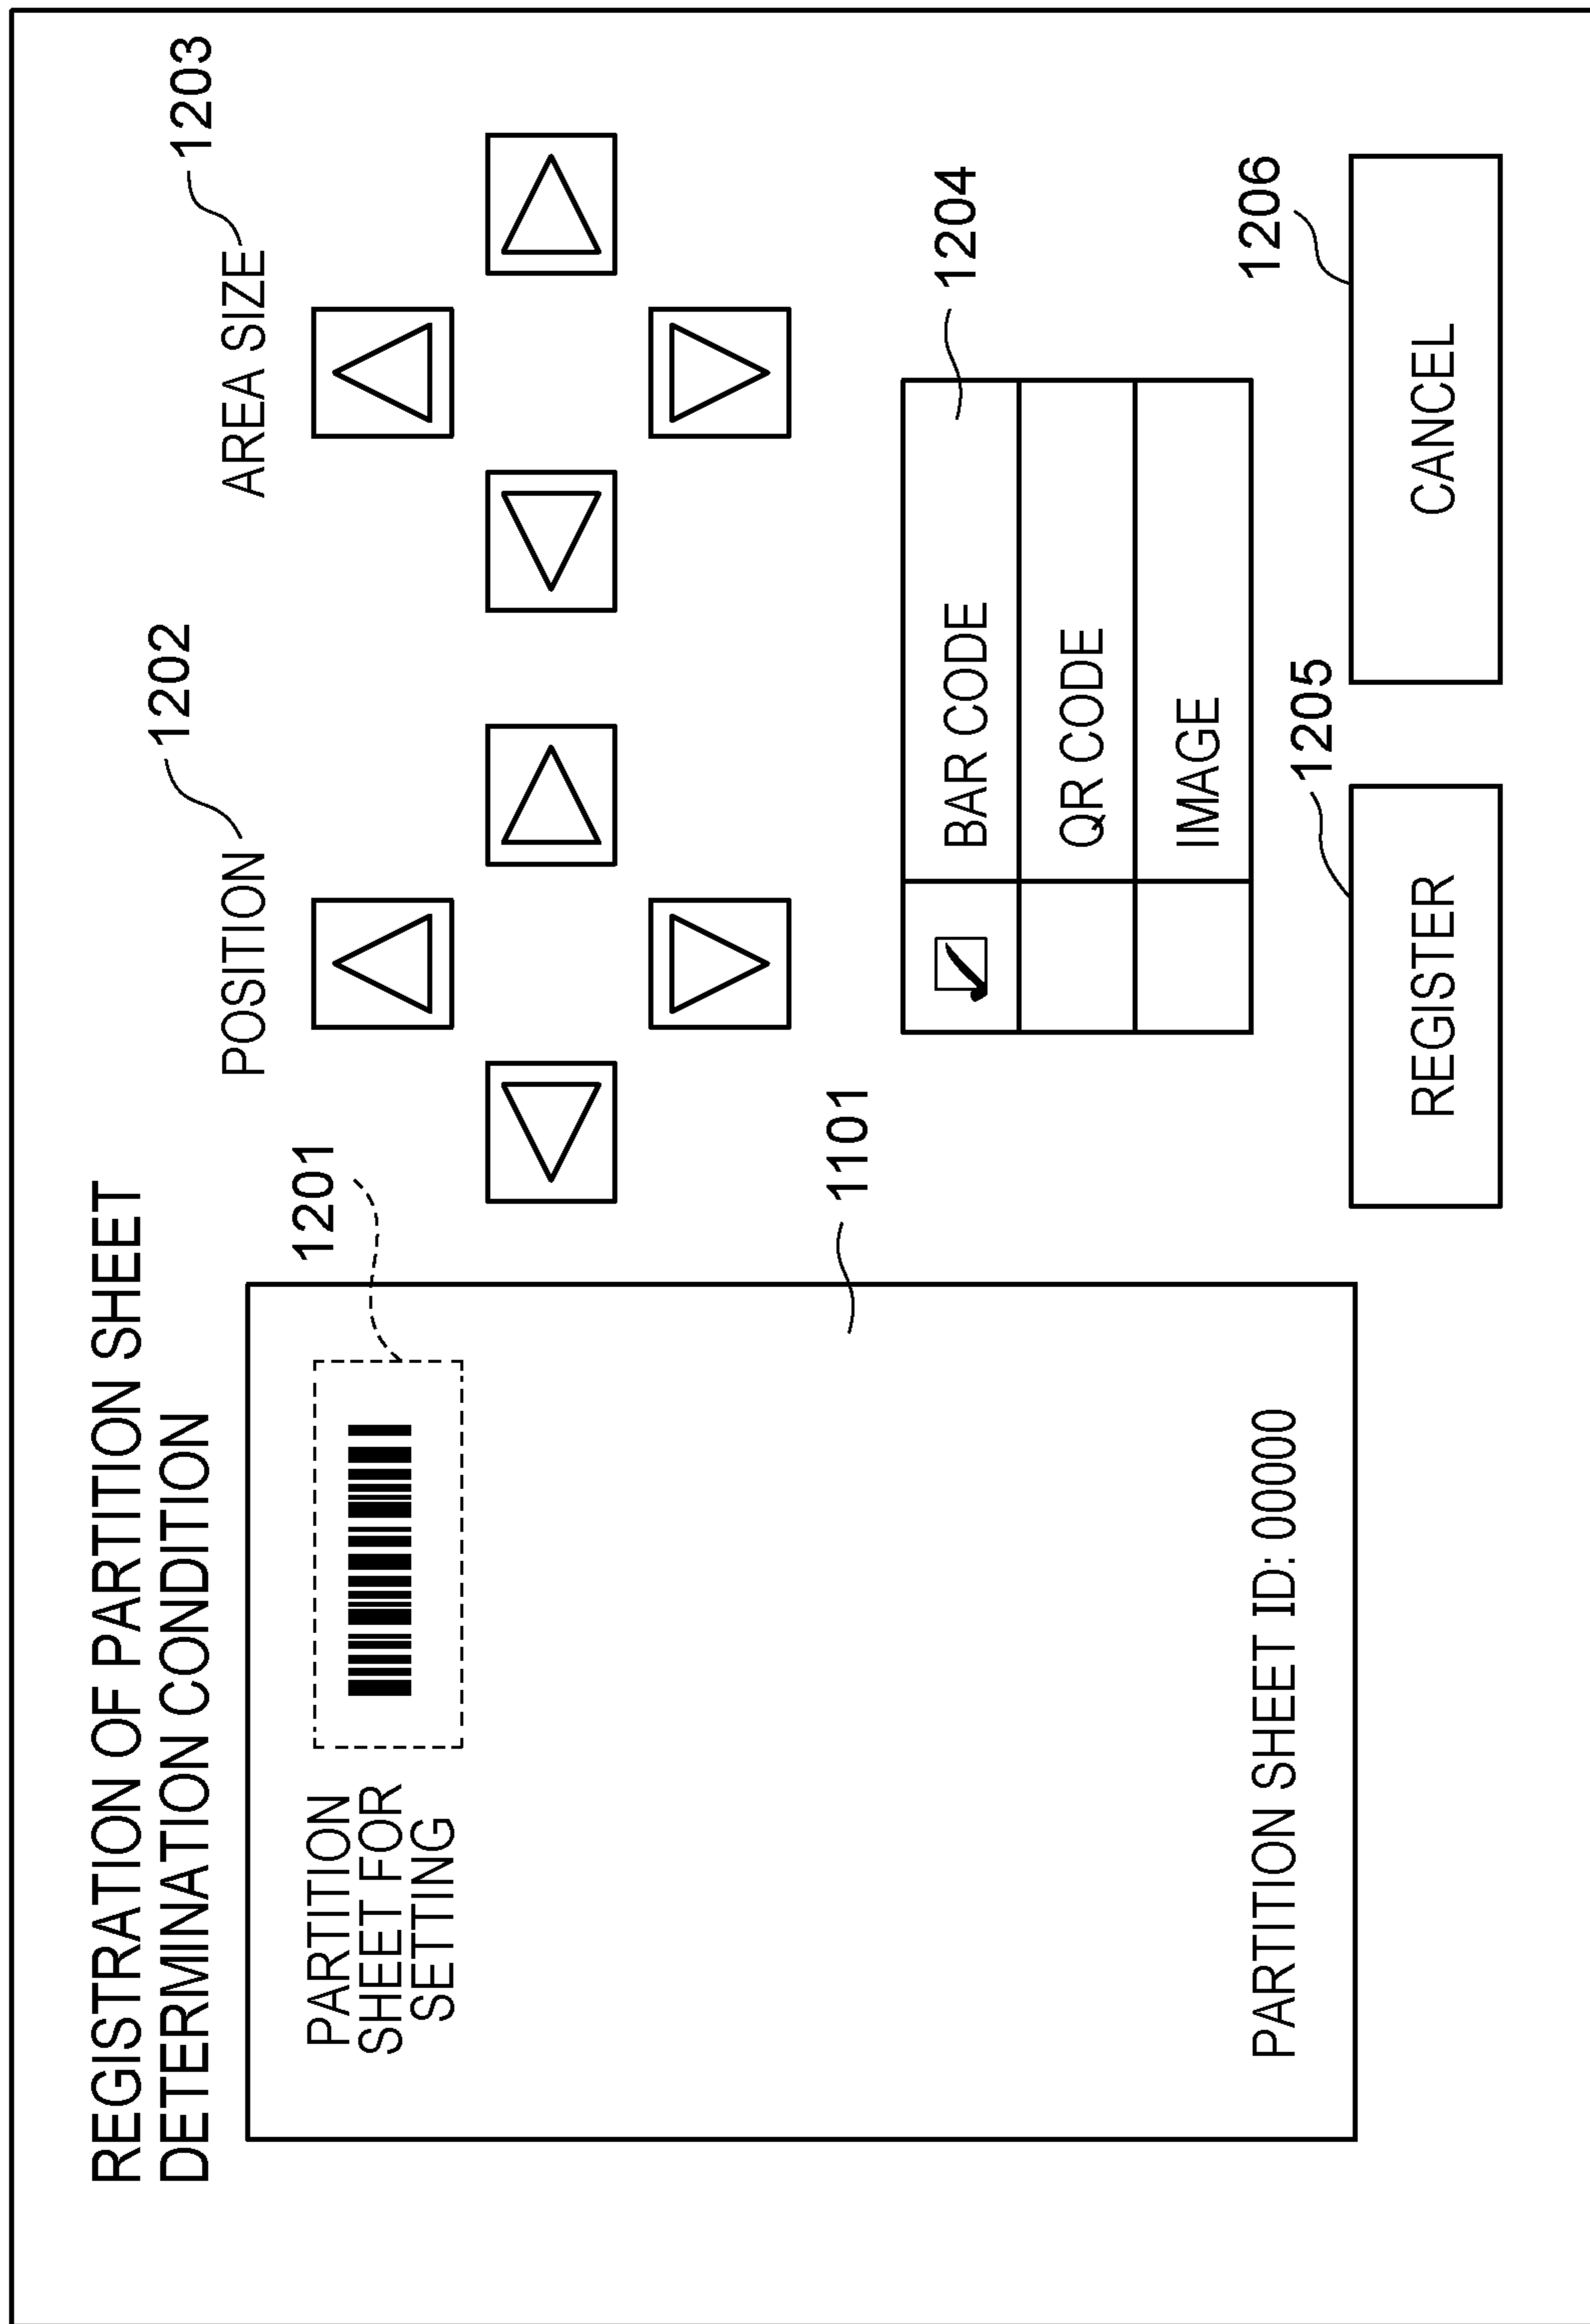 REGISTRATION OF PARTITION SHEET
DETERMINATION CONDITION
1201
PARTITION
SHEET FOR
SETTING
1101
PARTITION SHEET ID: 00000
1202
POSITION
1203
AREA SIZE
1204
BAR CODE
QR CODE
IMAGE
1205
REGISTER
1206
CANCEL